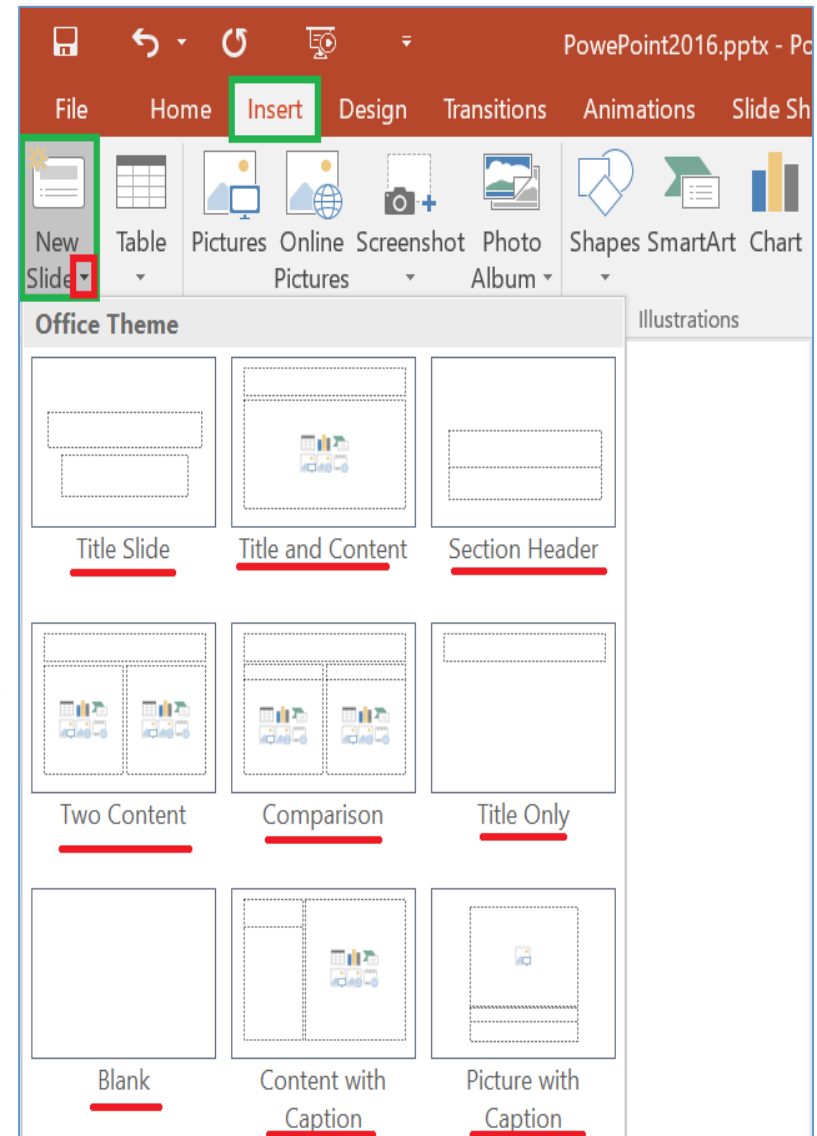 PowePoint2016.pptx - Po
File Home Insert Design Transitions Animations Slide Sh
New Slide
Table
Pictures
Online Pictures
Screenshot
Photo Album
Shapes
SmartArt
Chart
Illustrations
Office Theme
Title Slide
Title and Content
Section Header
Two Content
Comparison
Title Only
Blank
Content with
Caption
Picture with
Caption